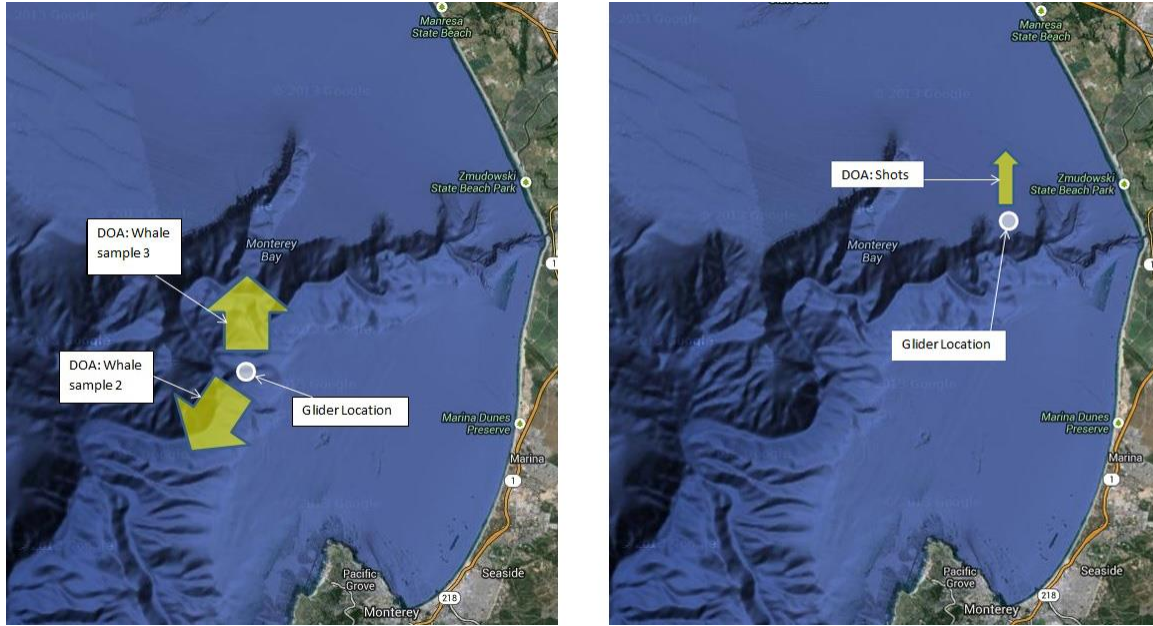 Manresa
State Beach
© 2013 Google
Zmudowski
State Beach Park
DOA: Whale
sample 3
Monterey
Bay
1
DOA: Whale
sample 2
Glider Location
Marina Dunes
Preserve
Marina
1
Pacific
Grove
Seaside
218
Monterey
Manresa
State Beach
© 2013 Google
DOA: Shots
Zmudowski
State Beach Park
Monterey
Bay
1
Glider Location
Marina Dunes
Preserve
Marina
1
Pacific
Grove
Seaside
218
Monterey